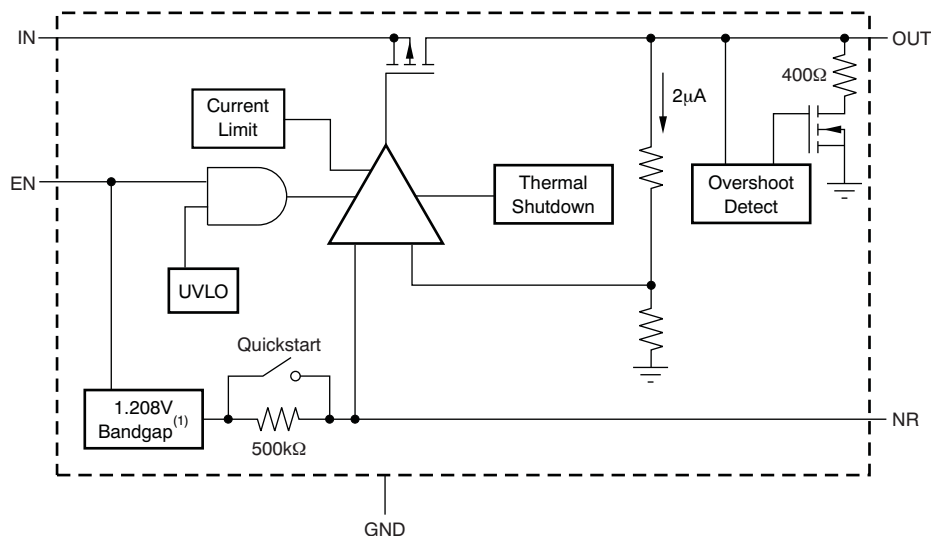 IN
OUT
400Ω
2μA
Current
Limit
EN
Thermal
Shutdown
Overshoot
Detect
UVLO
Quickstart
1.208V
Bandgap(1)
500kΩ
NR
GND